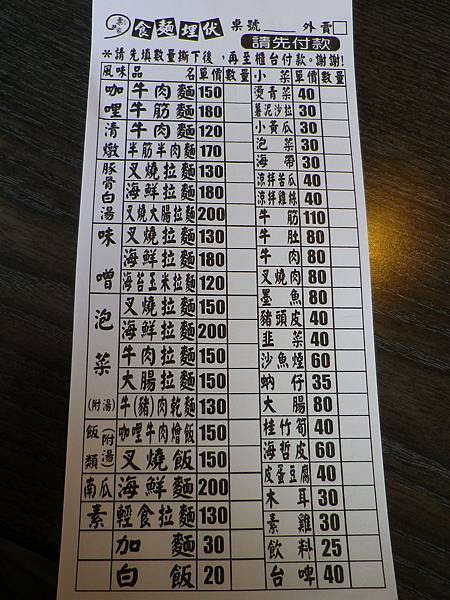 食麵埋伏 桌號 外賣
請先付款
*請先填數量撕下後，再至櫃台付款。謝謝!
風味 品名 單價 數量 小菜 單價 數量
咖哩 牛肉麵 150 燙青菜 40
牛筋麵 180 薯泥沙拉 30
清燉 牛肉麵 120 小黃瓜 30
半筋半肉麵 170 泡菜 30
豚骨白湯 叉燒拉麵 130 海帶 30
海鮮拉麵 180 涼拌苦瓜 40
叉燒大腸拉麵 200 涼拌雞絲 40
味噌 叉燒拉麵 130 牛筋 110
海鮮拉麵 180 牛肚 80
海苔玉米拉麵 120 牛肉 80
泡菜 叉燒拉麵 150 叉燒肉 80
海鮮拉麵 200 墨魚 80
牛肉拉麵 150 豬頭皮 40
大腸拉麵 150 韭菜 40
(附湯) 牛(豬)肉乾麵 130 沙魚煙 60
飯類(附湯) 咖哩牛肉燴飯 150 蚋仔 35
叉燒飯 150 大腸 80
南瓜 海鮮麵 200 桂竹筍 40
素 輕食拉麵 130 海哲皮 60
加麵 30 皮蛋豆腐 40
白飯 20 木耳 30
素雞 30
飲料 25
台啤 40